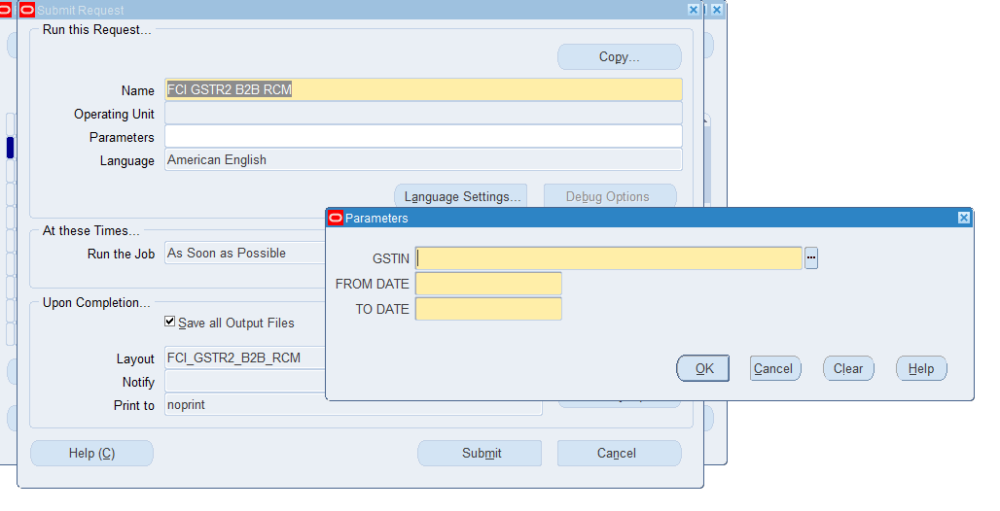 Submit Request
Run this Request...
Copy...
Name FCI GSTR2 B2B RCM
Operating Unit
Parameters
Language American English
Language Settings... Debug Options
Parameters
GSTIN ...
FROM DATE
TO DATE
OK Cancel Clear Help
At these Times...
Run the Job As Soon as Possible
Upon Completion...
Save all Output Files
Layout FCI_GSTR2_B2B_RCM
Notify
Print to noprint
Help (C) Submit Cancel